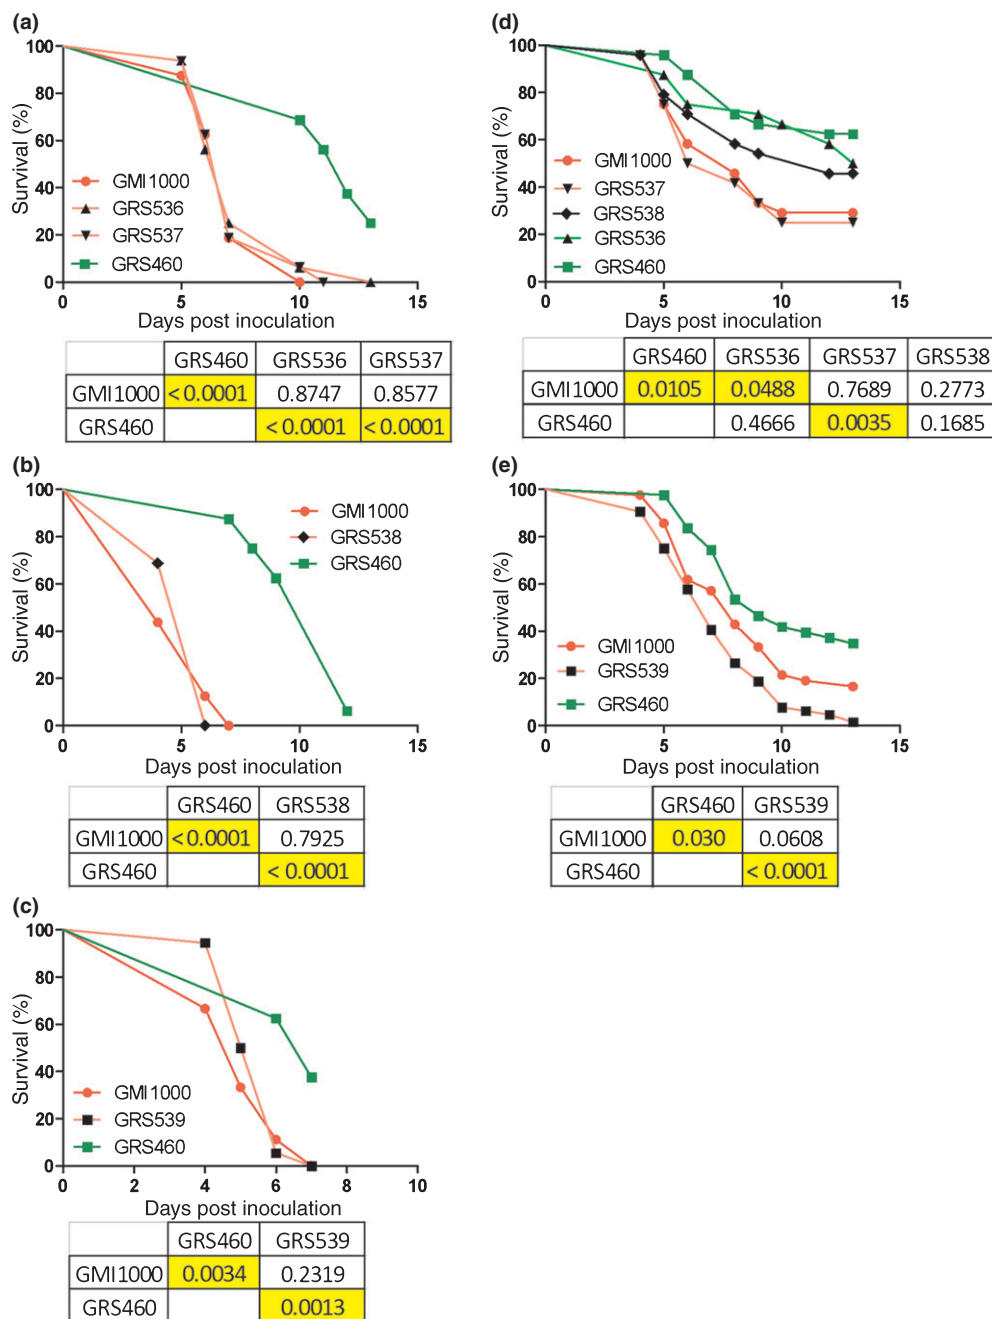 (a)
Survival (%)
100
80
60
40
20
0
GMI1000
GRS536
GRS537
GRS460
0 5 10 15
Days post inoculation
GRS460 GRS536 GRS537
GMI1000 < 0.0001 0.8747 0.8577
GRS460 < 0.0001 < 0.0001
(b)
Survival (%)
100
80
60
40
20
0
GMI1000
GRS538
GRS460
0 5 10 15
Days post inoculation
GRS460 GRS538
GMI1000 < 0.0001 0.7925
GRS460 < 0.0001
(c)
Survival (%)
100
80
60
40
20
0
GMI1000
GRS539
GRS460
0 2 4 6 8 10
Days post inoculation
GRS460 GRS539
GMI1000 0.0034 0.2319
GRS460 0.0013
(d)
Survival (%)
100
80
60
40
20
0
GMI1000
GRS537
GRS538
GRS536
GRS460
0 5 10 15
Days post inoculation
GRS460 GRS536 GRS537 GRS538
GMI1000 0.0105 0.0488 0.7689 0.2773
GRS460 0.4666 0.0035 0.1685
(e)
Survival (%)
100
80
60
40
20
0
GMI1000
GRS539
GRS460
0 5 10 15
Days post inoculation
GRS460 GRS539
GMI1000 0.030 0.0608
GRS460 < 0.0001